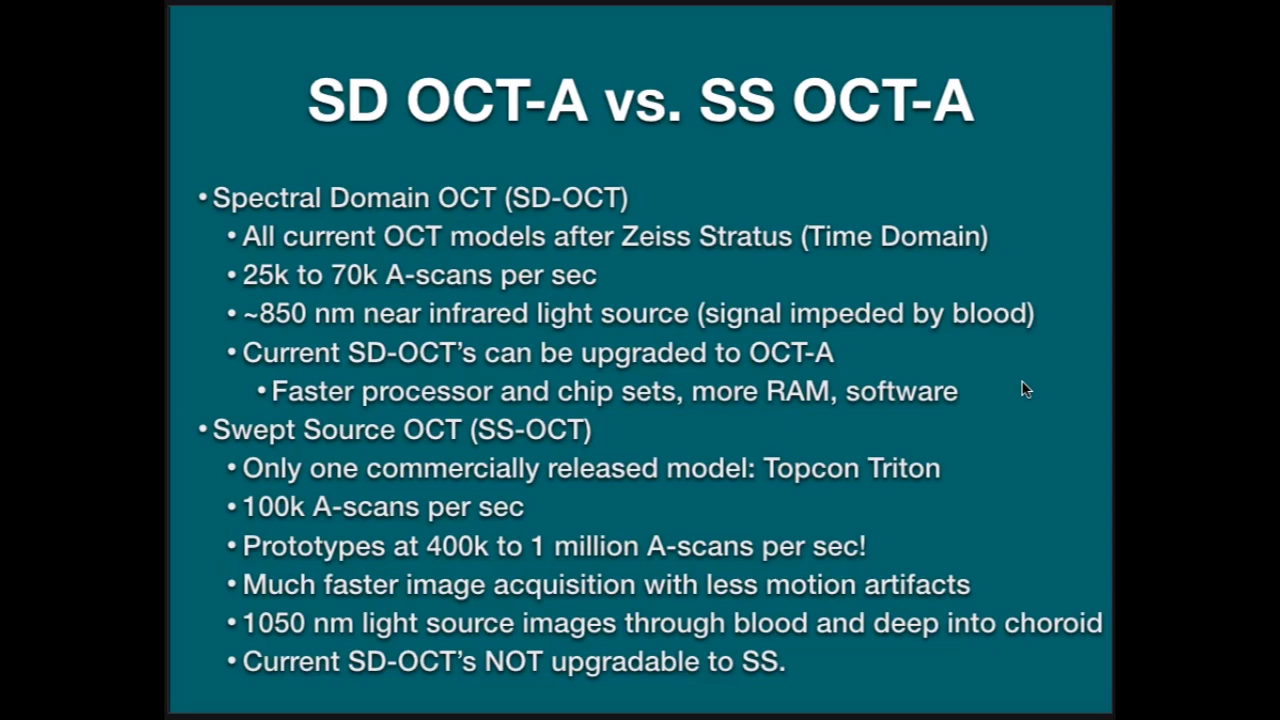 SD OCT-A vs. SS OCT-A
•Spectral Domain OCT (SD-OCT)
•All current OCT models after Zeiss Stratus (Time Domain)
•25k to 70k A-scans per sec
•~850 nm near infrared light source (signal impeded by blood)
•Current SD-OCT's can be upgraded to OCT-A
•Faster processor and chip sets, more RAM, software
•Swept Source OCT (SS-OCT)
•Only one commercially released model: Topcon Triton
•100k A-scans per sec
•Prototypes at 400k to 1 million A-scans per sec!
•Much faster image acquisition with less motion artifacts
•1050 nm light source images through blood and deep into choroid
•Current SD-OCT's NOT upgradable to SS.